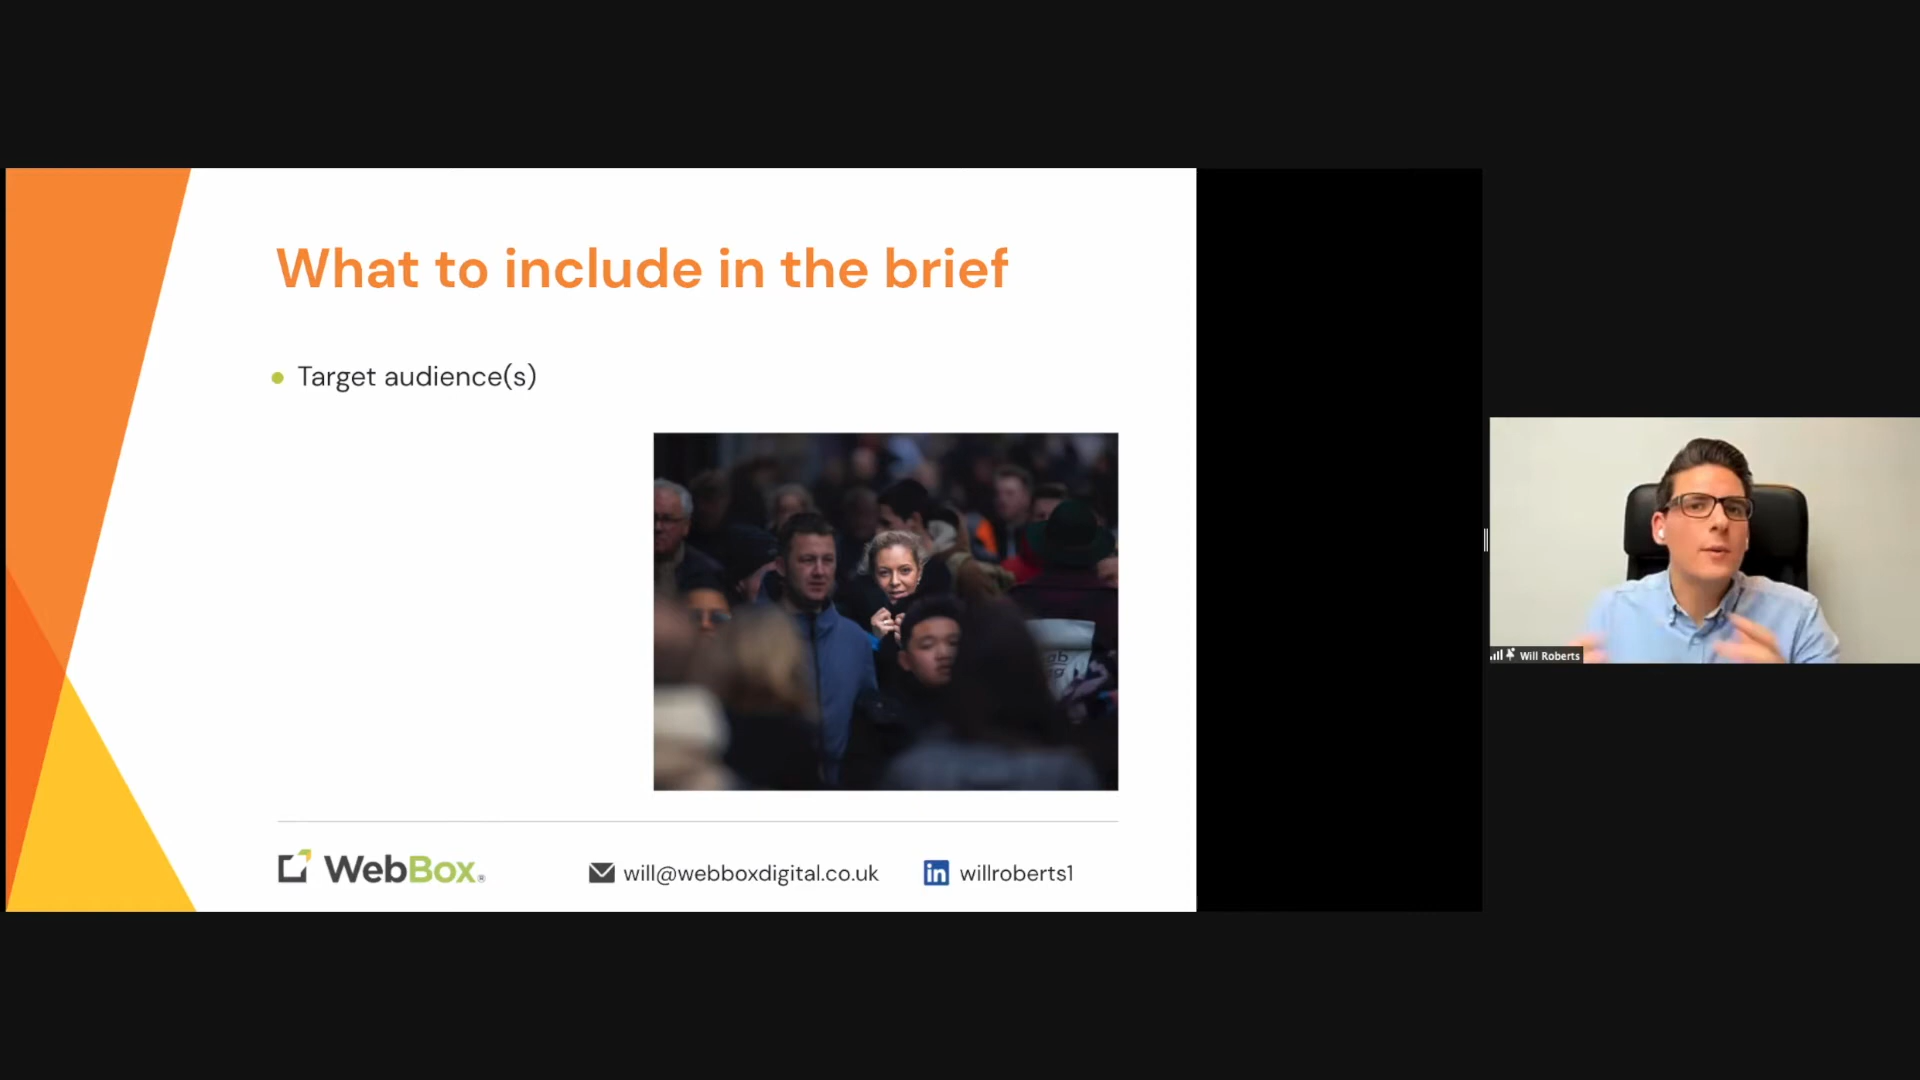 What to include in the brief
Target audience(s)
WebBox®
will@webboxdigital.co.uk
willroberts1
Will Roberts